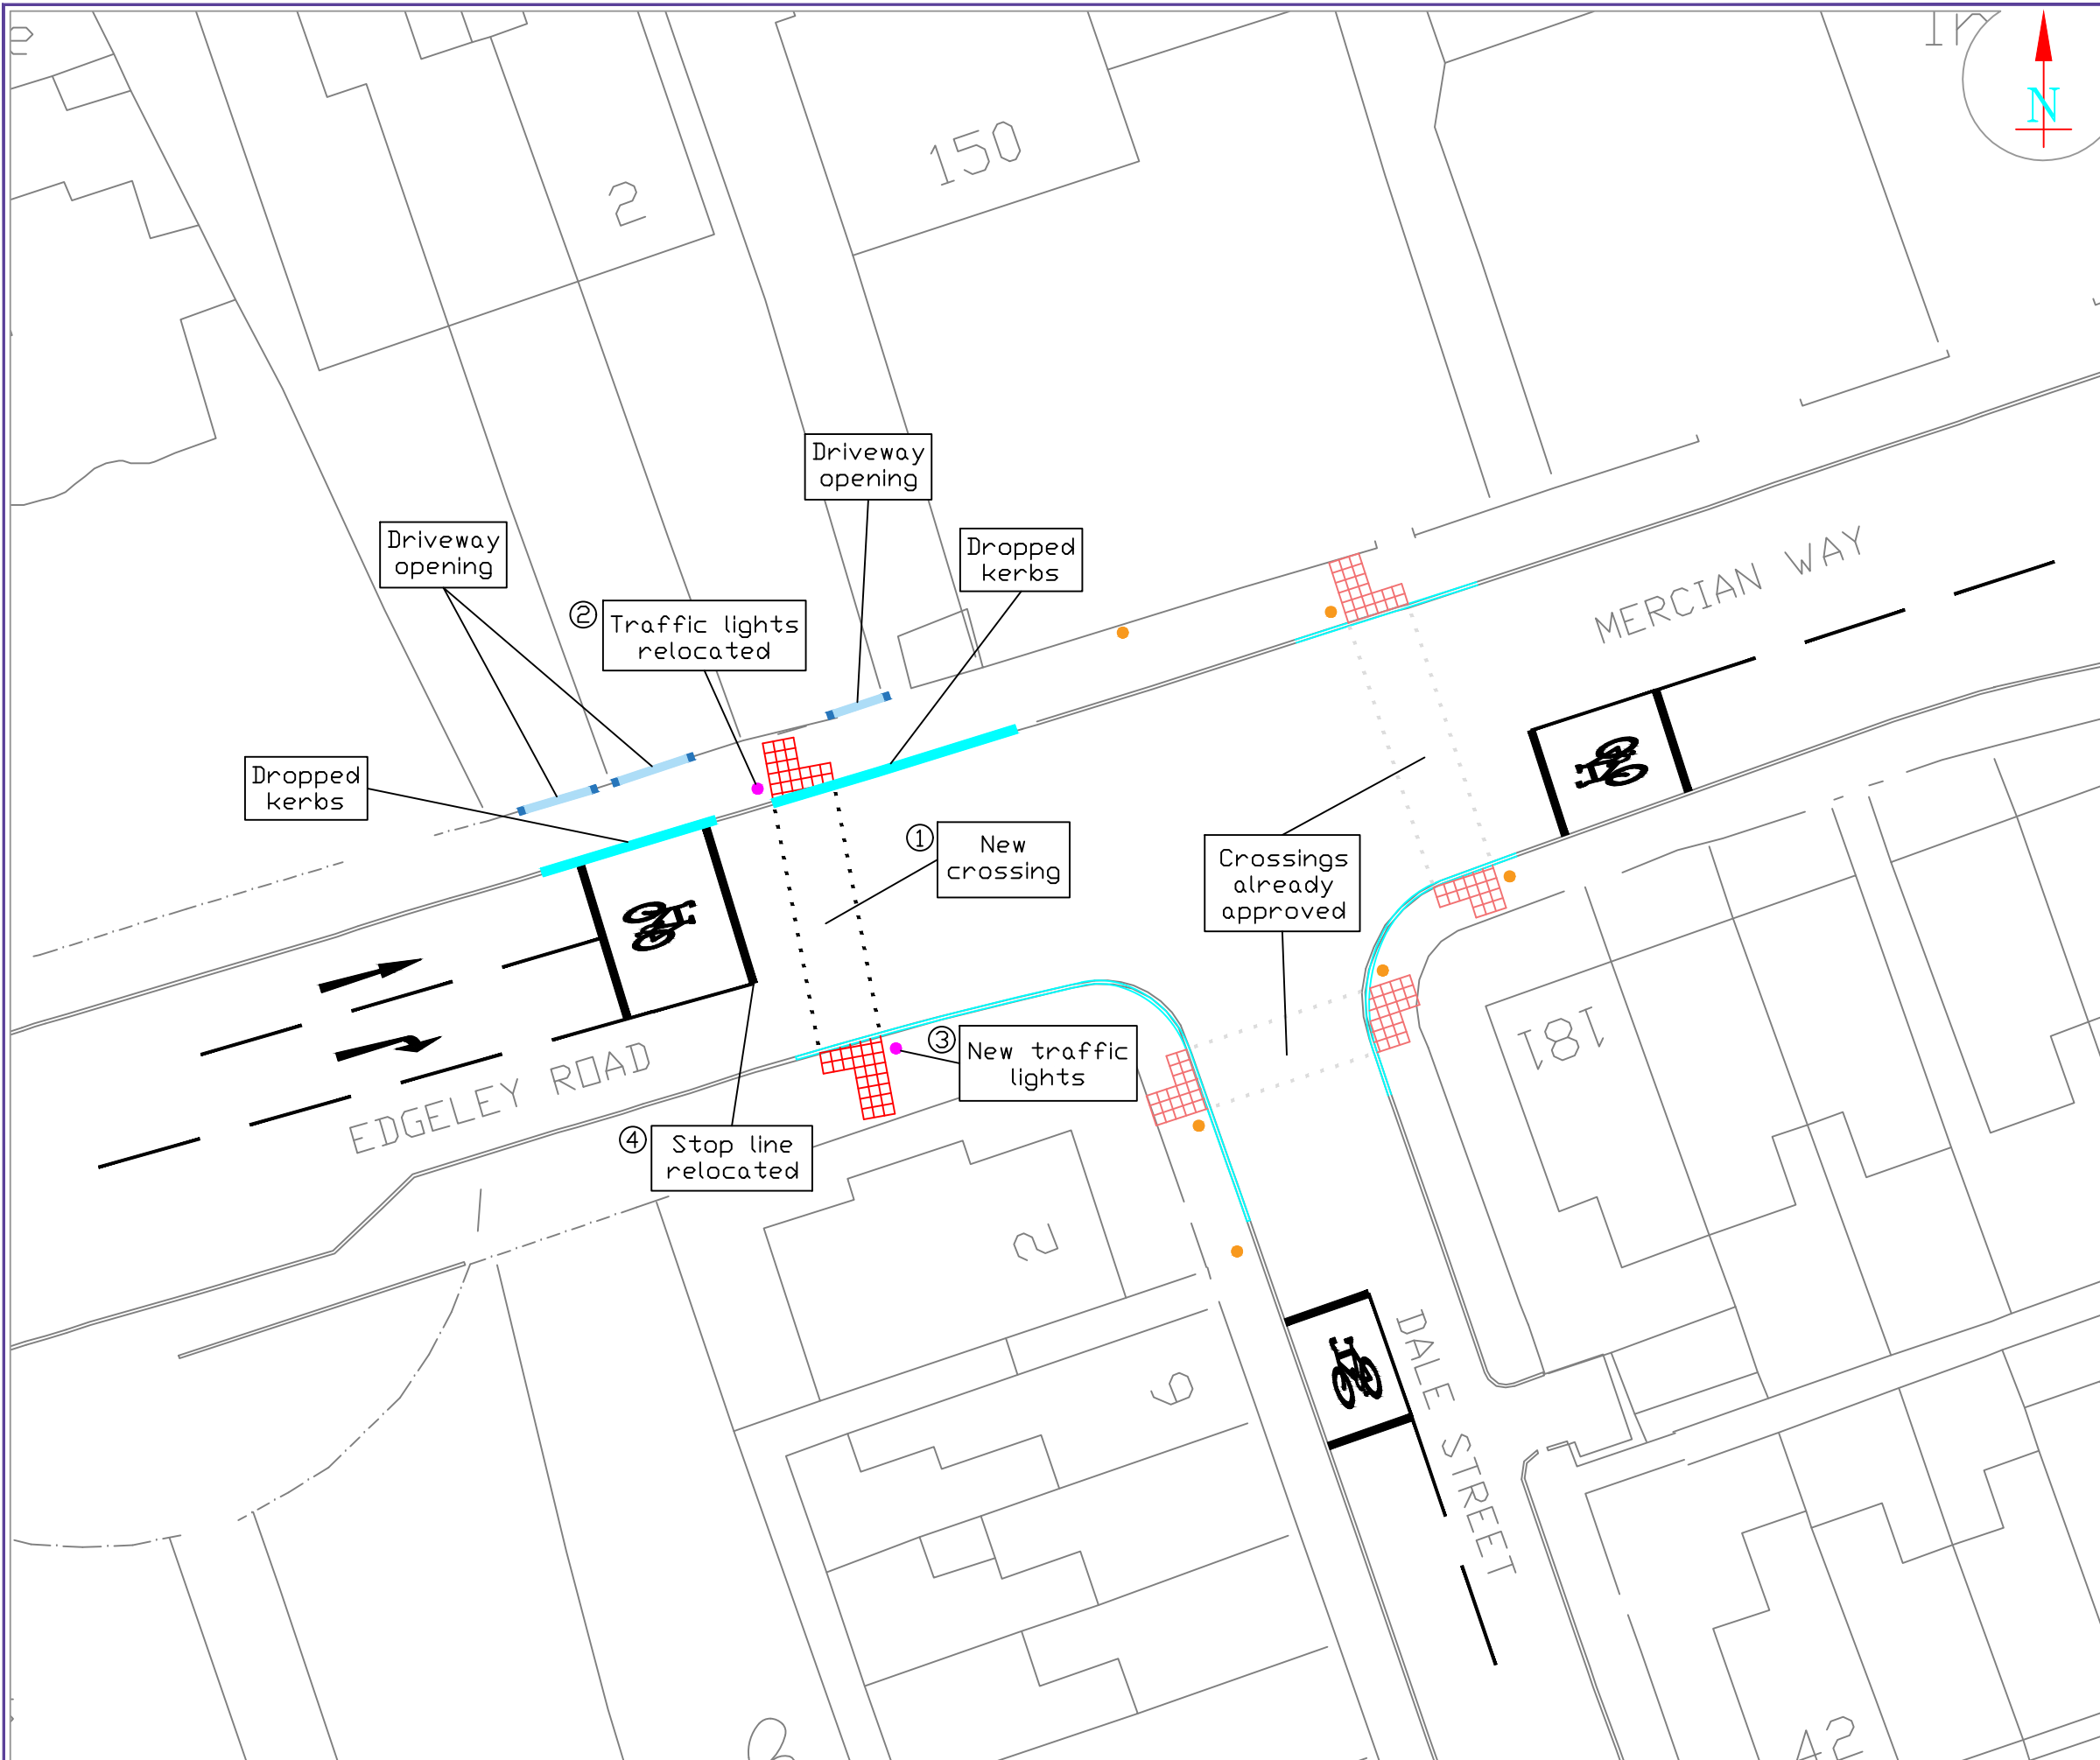 N
150
2
Driveway
opening
Driveway
opening
Dropped
kerbs
② Traffic lights
relocated
MERCIAN WAY
Dropped
kerbs
① New
crossing
Crossings
already
approved
181
③ New traffic
lights
EDGELEY ROAD
④ Stop line
relocated
2
6
DALE STREET
42